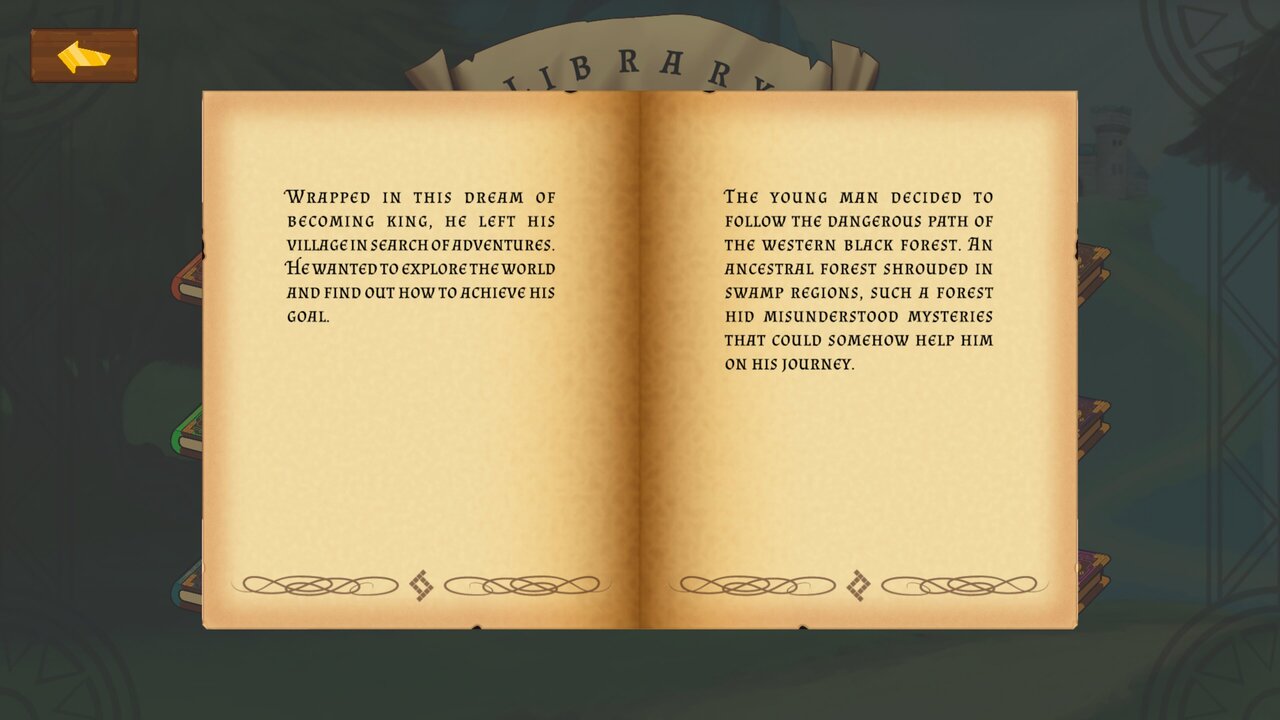 LIBRARY
Wrapped in this dream of
becoming king, he left his
village in search of adventures.
He wanted to explore the world
and find out how to achieve his
goal.
The young man decided to
follow the dangerous path of
the western black forest. An
ancestral forest shrouded in
swamp regions, such a forest
hid misunderstood mysteries
that could somehow help him
on his journey.